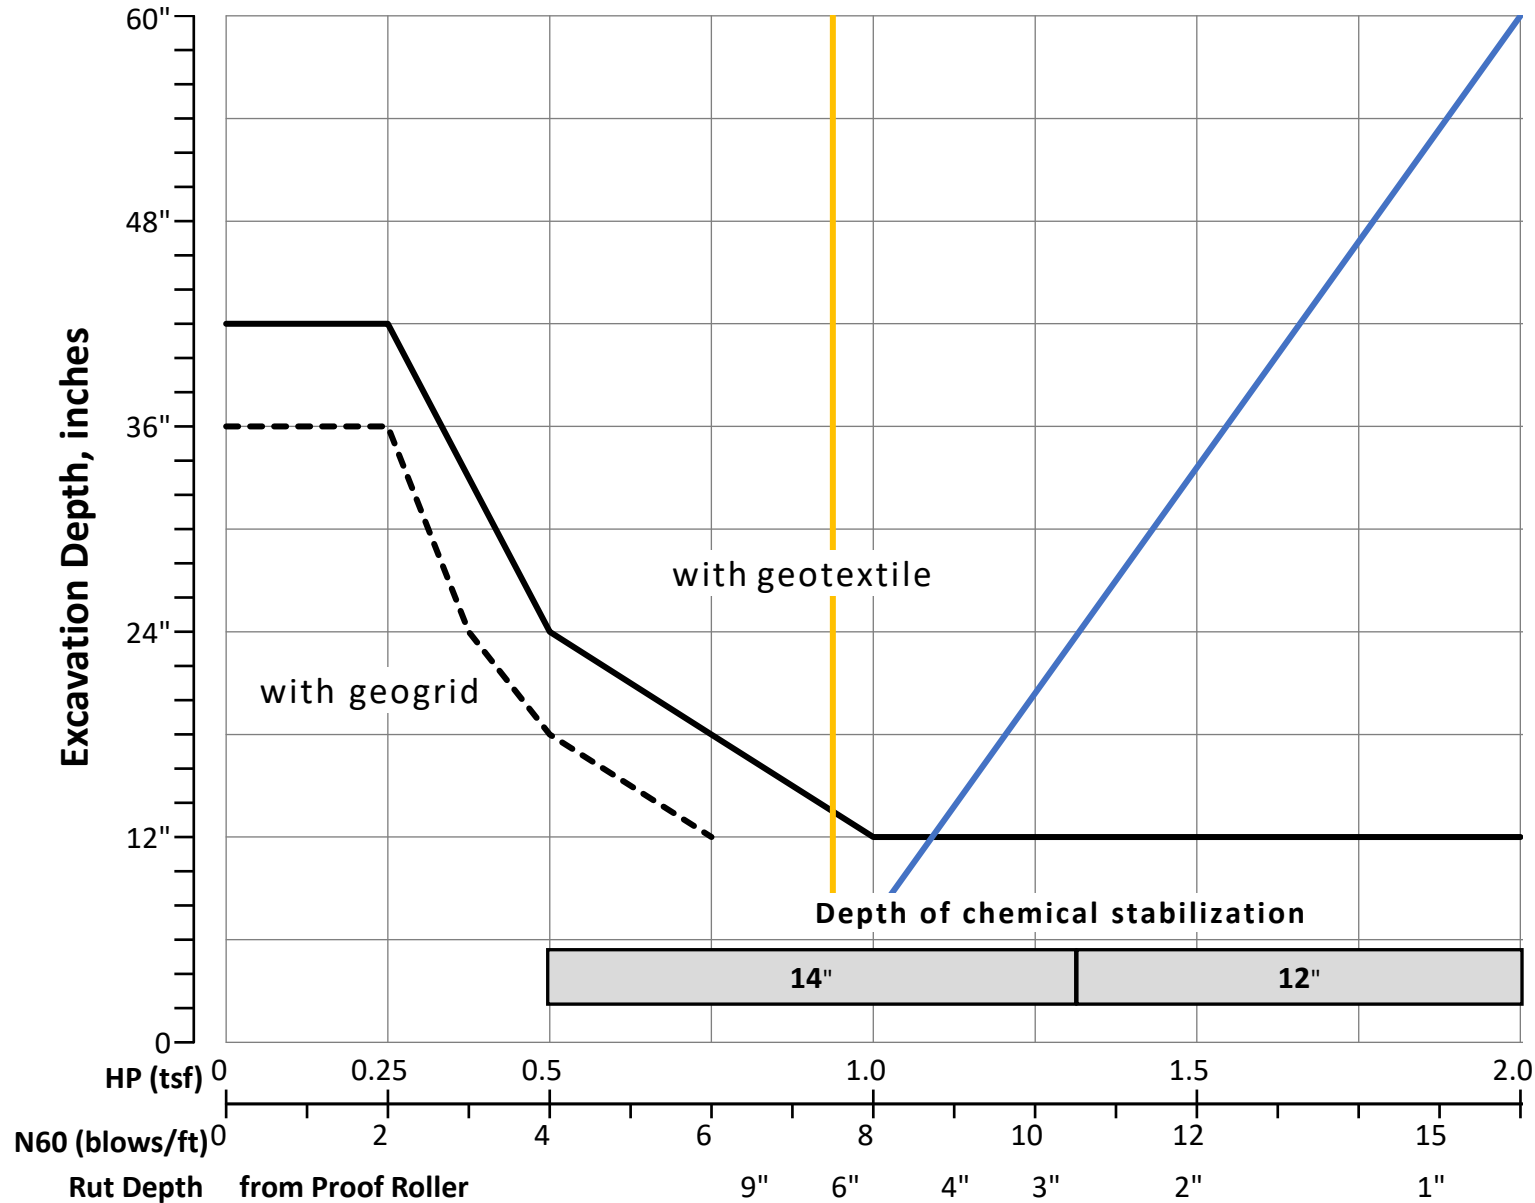 60"
48"
36"
24"
12"
0
Excavation Depth, inches
with geotextile
with geogrid
Depth of chemical stabilization
14" 12"
HP (tsf) 0 0.25 0.5 1.0 1.5 2.0
N60 (blows/ft) 0 2 4 6 8 10 12 15
Rut Depth from Proof Roller 9" 6" 4" 3" 2" 1"